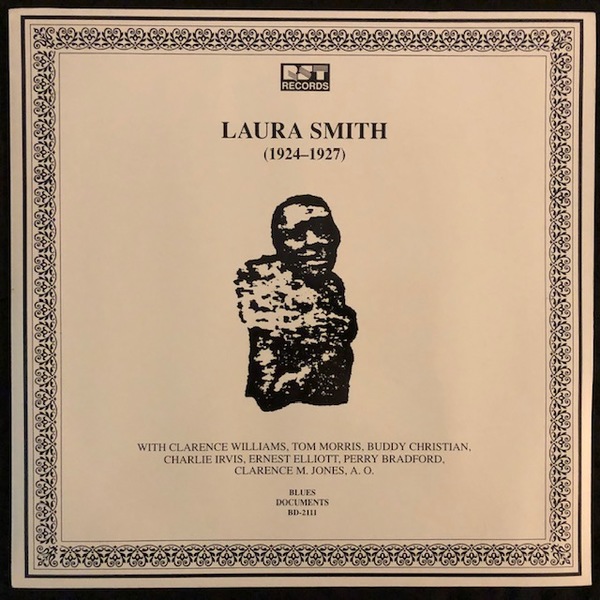 RST
RECORDS
LAURA SMITH
(1924–1927)
WITH CLARENCE WILLIAMS, TOM MORRIS, BUDDY CHRISTIAN,
CHARLIE IRVIS, ERNEST ELLIOTT, PERRY BRADFORD,
CLARENCE M. JONES, A. O.
BLUES
DOCUMENTS
BD-2111